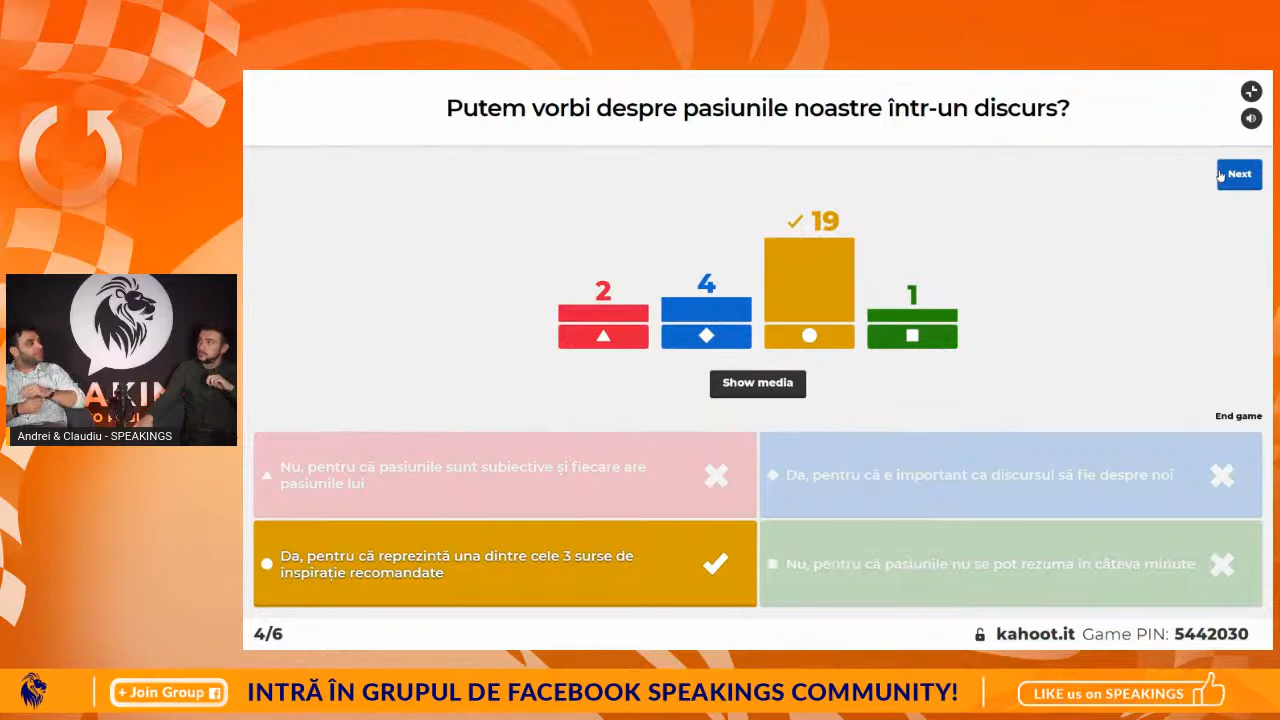 Putem vorbi despre pasiunile noastre într-un discurs?
Next
2
4
19
1
Show media
End game
Nu, pentru că pasiunile sunt subiective și fiecare are
pasiunile lui
Da, pentru că e important ca discursul să fie despre noi
Da, pentru că reprezintă una dintre cele 3 surse de
inspirație recomandate
Nu, pentru că pasiunile nu se pot rezuma în câteva minute
4/6
kahoot.it Game PIN: 5442030
Andrei & Claudiu - SPEAKINGS
+ Join Group
INTRĂ ÎN GRUPUL DE FACEBOOK SPEAKINGS COMMUNITY!
LIKE us on SPEAKINGS